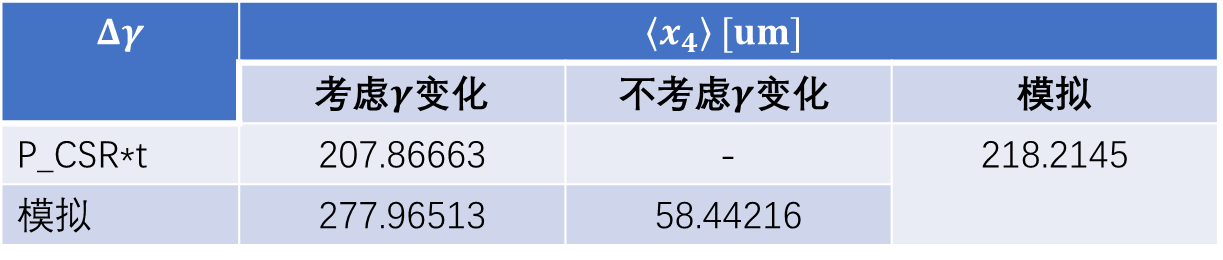 Δγ ⟨x₄⟩ [um]
考虑γ变化 不考虑γ变化 模拟
P_CSR*t 207.86663 - 218.2145
模拟 277.96513 58.44216